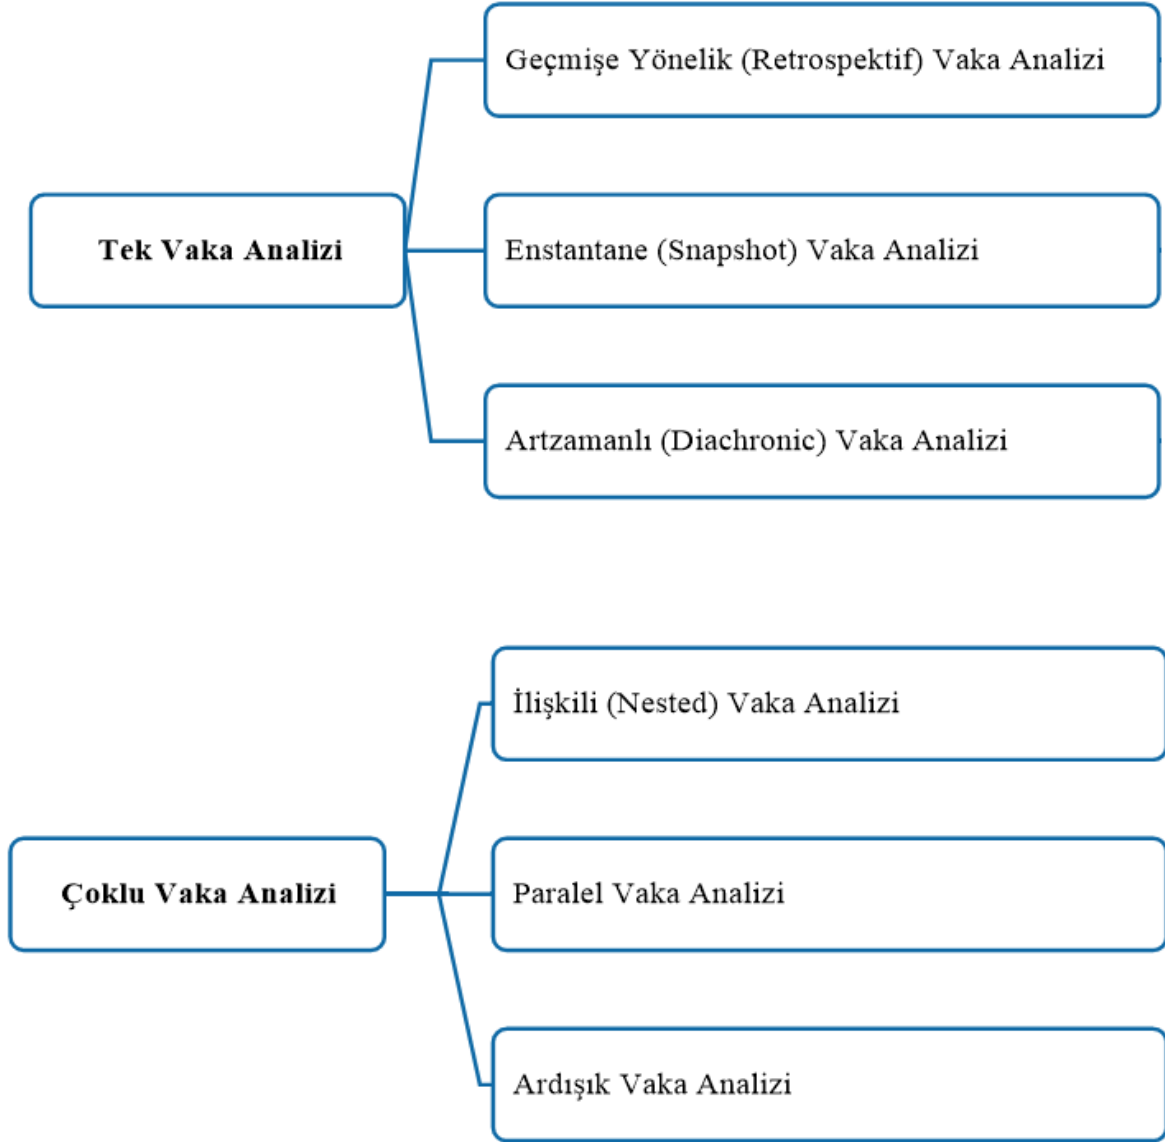 Geçmişe Yönelik (Retrospektif) Vaka Analizi
Tek Vaka Analizi
Enstantane (Snapshot) Vaka Analizi
Artzamanlı (Diachronic) Vaka Analizi
İlişkili (Nested) Vaka Analizi
Çoklu Vaka Analizi
Paralel Vaka Analizi
Ardışık Vaka Analizi